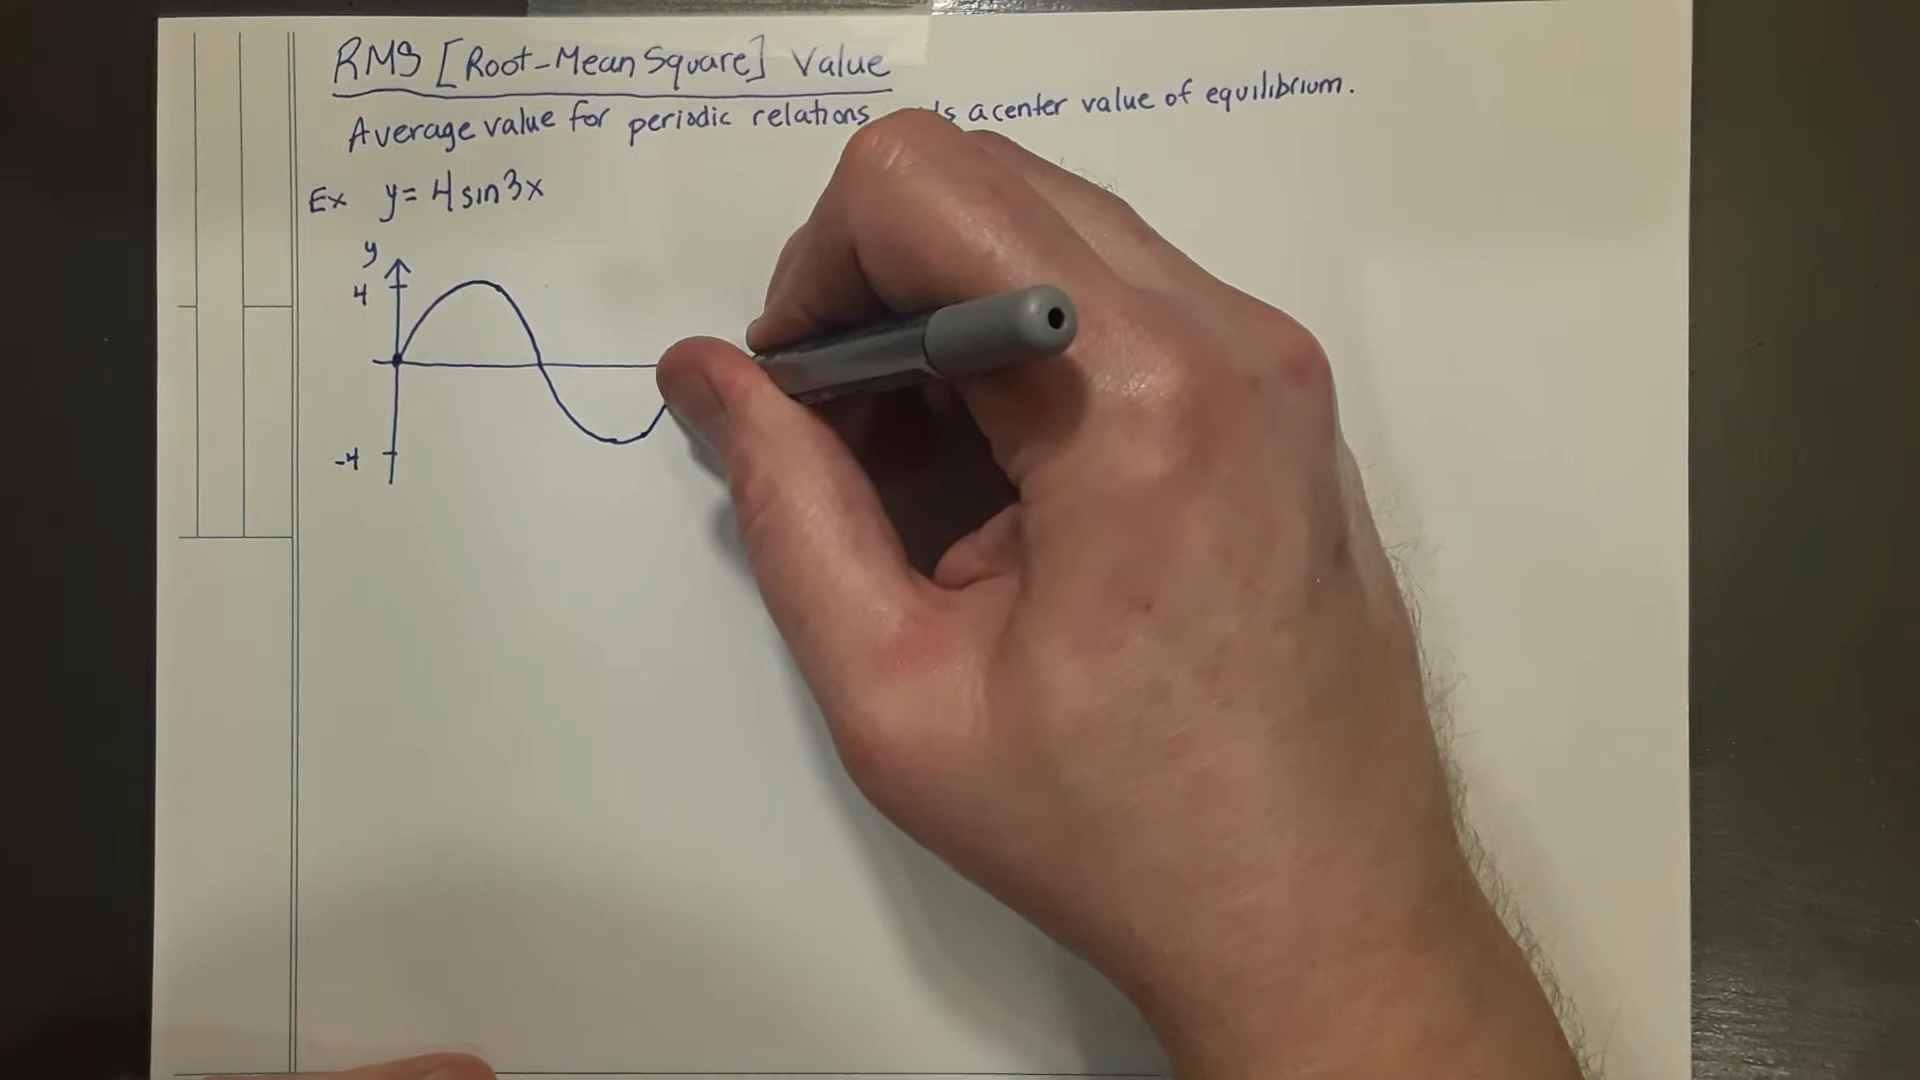 RMS [Root-Mean Square] Value
Average value for periodic relations a center value of equilibrium.
Ex y = 4 sin 3x
y
4
-4